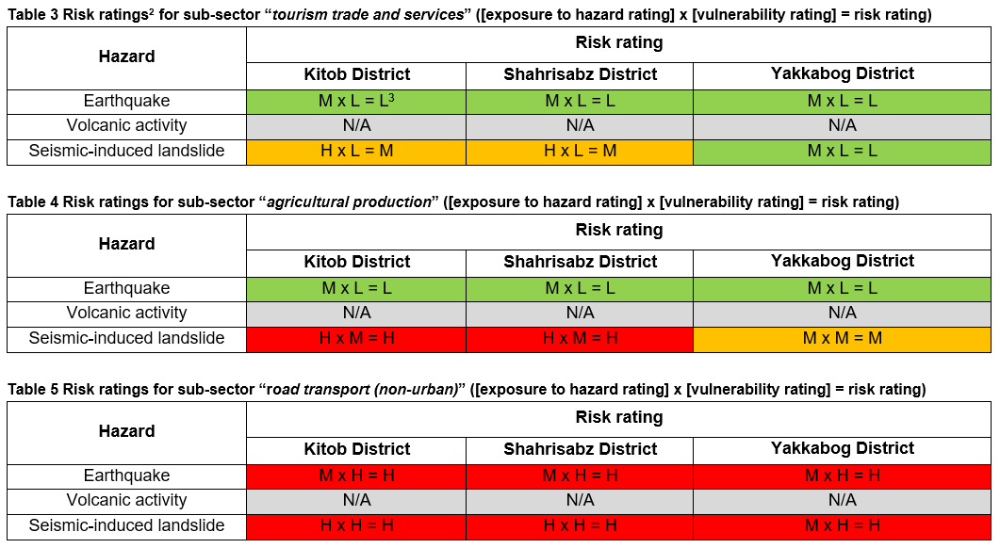 Table 3 Risk ratings² for sub-sector “tourism trade and services” ([exposure to hazard rating] x [vulnerability rating] = risk rating)
Hazard
Risk rating
Kitob District Shahrisabz District Yakkabog District
Earthquake M x L = L³ M x L = L M x L = L
Volcanic activity N/A N/A N/A
Seismic-induced landslide H x L = M H x L = M M x L = L
Table 4 Risk ratings for sub-sector “agricultural production” ([exposure to hazard rating] x [vulnerability rating] = risk rating)
Hazard
Risk rating
Kitob District Shahrisabz District Yakkabog District
Earthquake M x L = L M x L = L M x L = L
Volcanic activity N/A N/A N/A
Seismic-induced landslide H x M = H H x M = H M x M = M
Table 5 Risk ratings for sub-sector “road transport (non-urban)” ([exposure to hazard rating] x [vulnerability rating] = risk rating)
Hazard
Risk rating
Kitob District Shahrisabz District Yakkabog District
Earthquake M x H = H M x H = H M x H = H
Volcanic activity N/A N/A N/A
Seismic-induced landslide H x H = H H x H = H M x H = H